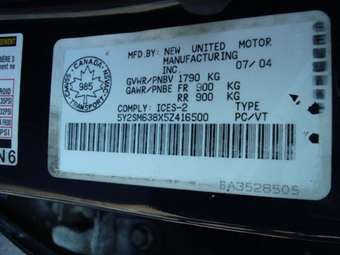 MFD.BY: NEW UNITED MOTOR
MANUFACTURING
INC. 07/04
GVWR/PNBV 1790 KG
GAWR/PNBE FR 900 KG
RR 900 KG
COMPLY: ICES-2 TYPE
5Y2SM638X5Z416500 PC/VT
CANADA
985
TRANSPORT
BA3528505
N6